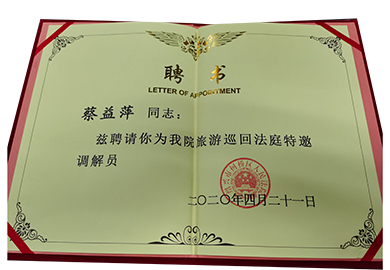 聘书
LETTER OF APPOINTMENT
蔡益萍 同志:
兹聘请你为我院旅游巡回法庭特邀
调解员
二〇二〇年四月二十一日